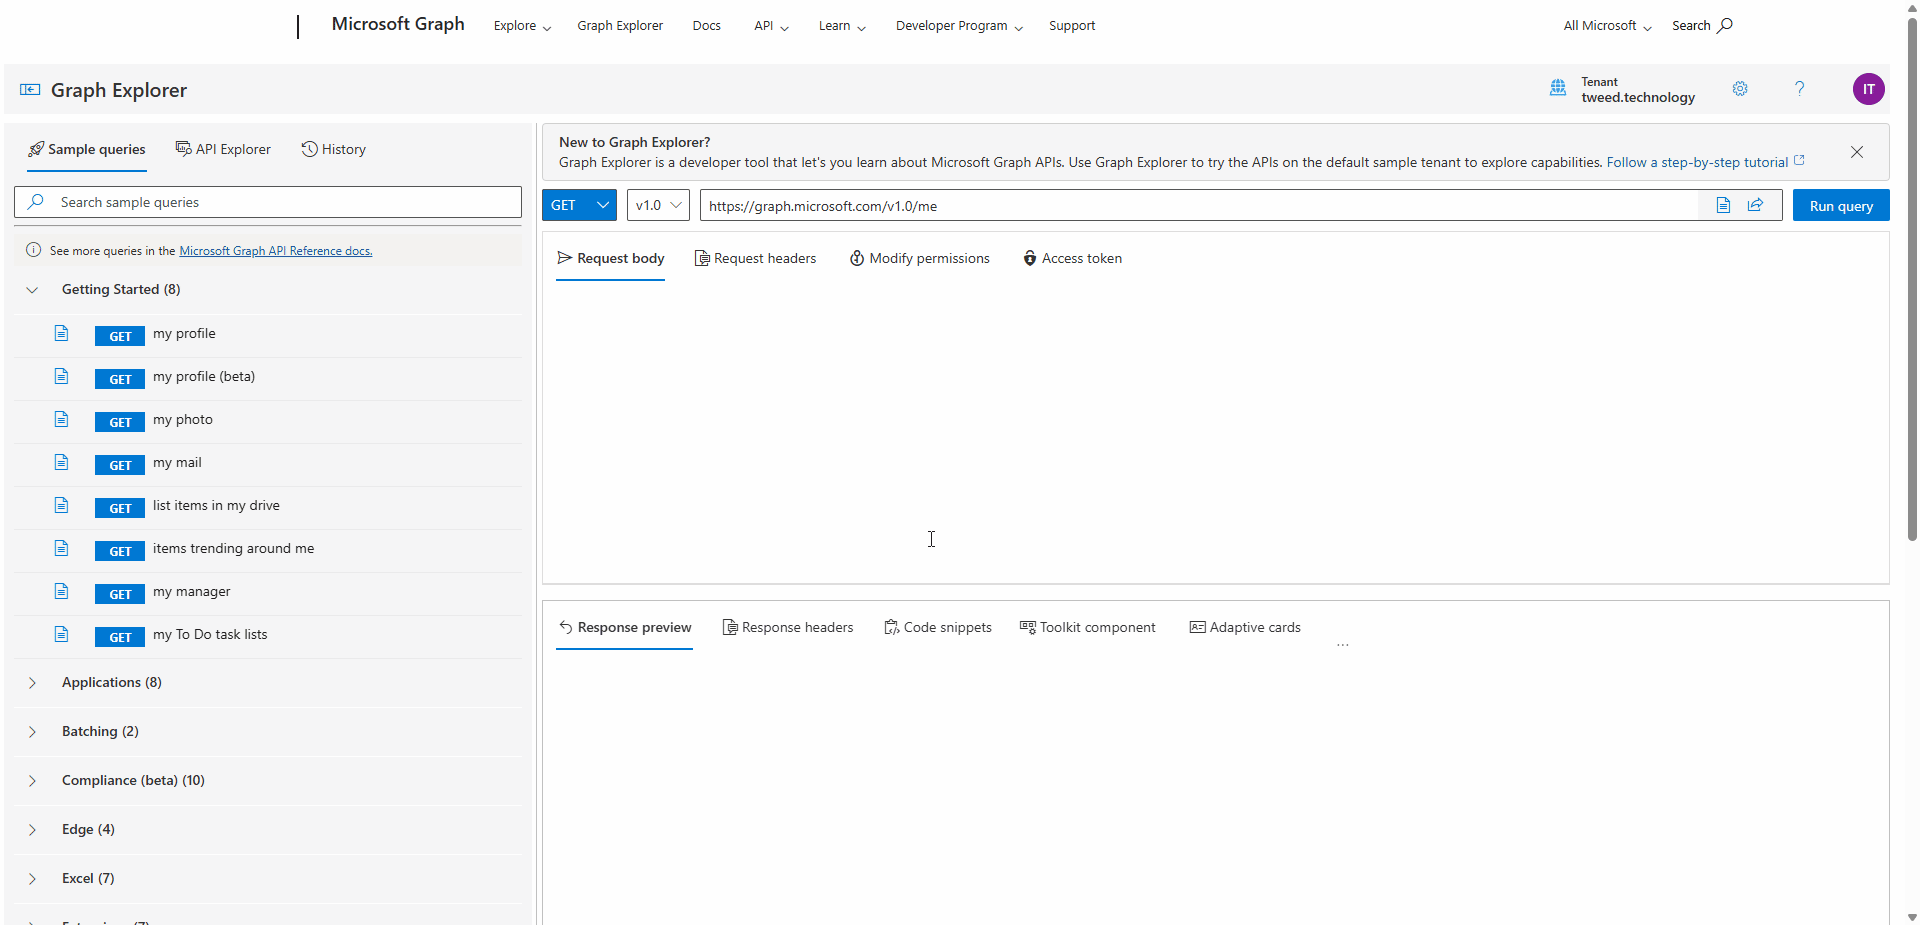 Microsoft Graph
Explore
Graph Explorer
Docs
API
Learn
Developer Program
Support
All Microsoft
Search
Graph Explorer
Tenant
tweed.technology
IT
Sample queries
API Explorer
History
Search sample queries
See more queries in the Microsoft Graph API Reference docs.
Getting Started (8)
GET my profile
GET my profile (beta)
GET my photo
GET my mail
GET list items in my drive
GET items trending around me
GET my manager
GET my To Do task lists
Applications (8)
Batching (2)
Compliance (beta) (10)
Edge (4)
Excel (7)
New to Graph Explorer?
Graph Explorer is a developer tool that let's you learn about Microsoft Graph APIs. Use Graph Explorer to try the APIs on the default sample tenant to explore capabilities. Follow a step-by-step tutorial
GET
v1.0
https://graph.microsoft.com/v1.0/me
Run query
Request body
Request headers
Modify permissions
Access token
Response preview
Response headers
Code snippets
Toolkit component
Adaptive cards
...